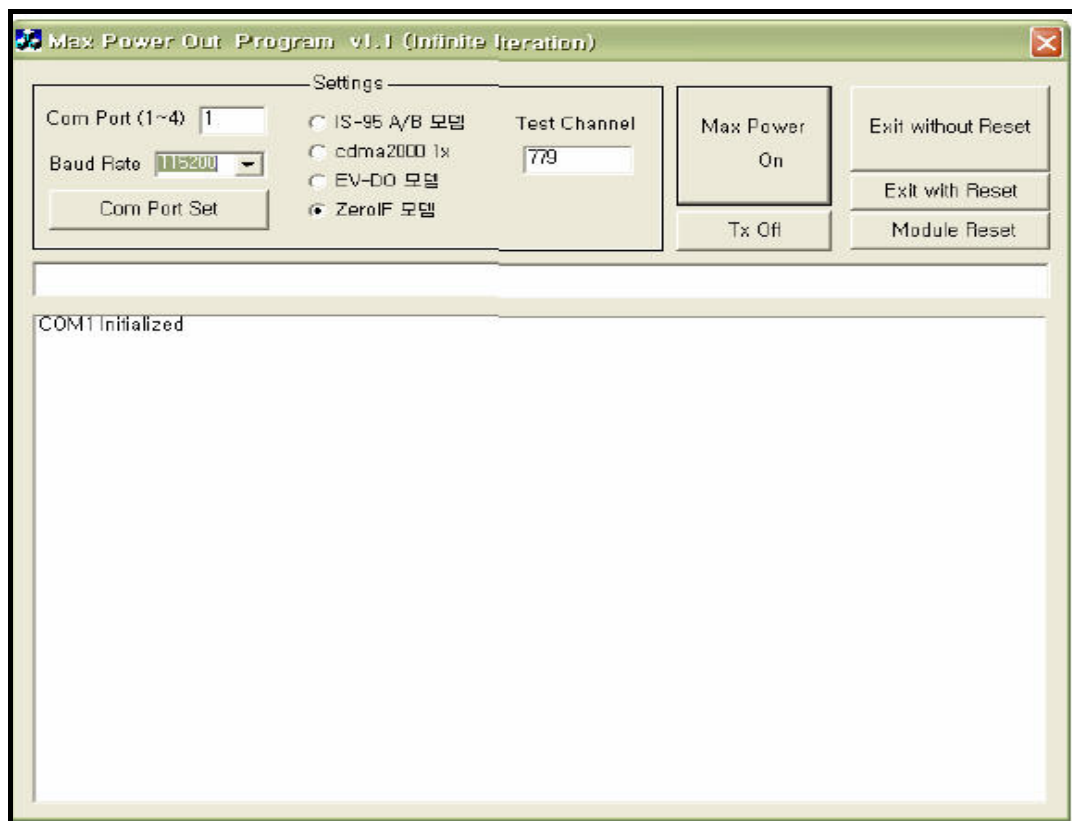 Max Power Out Program v1.1 (Infinite Iteration)
Settings
Com Port (1~4) 1
Baud Rate 115200
Com Port Set
IS-95 A/B 모뎀
cdma2000 1x
EV-DO 모뎀
ZeroIF 모뎀
Test Channel
779
Max Power
On
Tx Off
Exit without Reset
Exit with Reset
Module Reset
COM1 Initialized